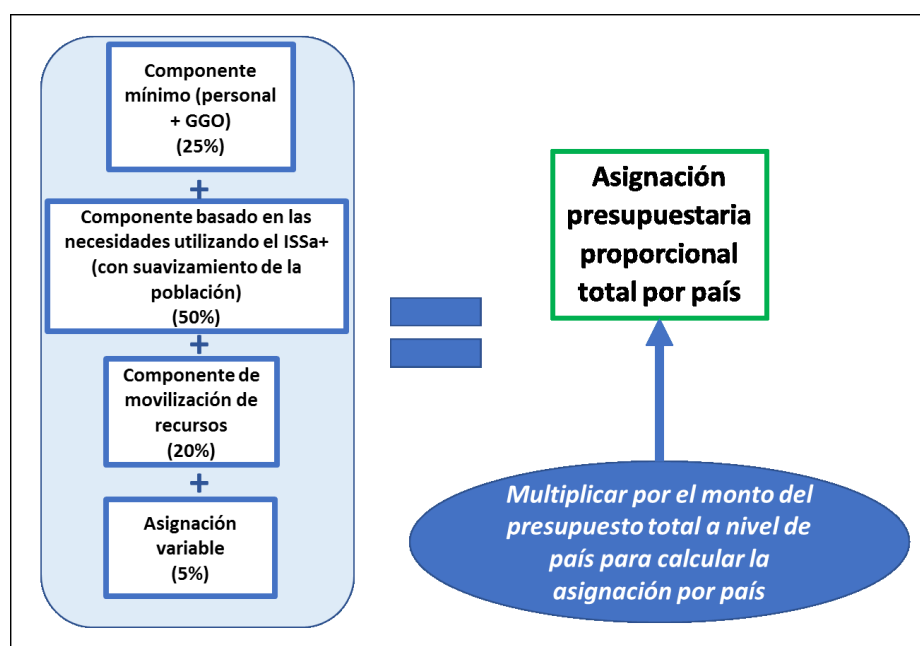 Componente
mínimo (personal
+ GGO)
(25%)
+
Componente basado en las
necesidades utilizando el ISSa+
(con suavizamiento de la
población)
(50%)
+
Componente de
movilización de
recursos
(20%)
+
Asignación
variable
(5%)
=
Asignación
presupuestaria
proporcional
total por país
Multiplicar por el monto del
presupuesto total a nivel de
país para calcular la
asignación por país